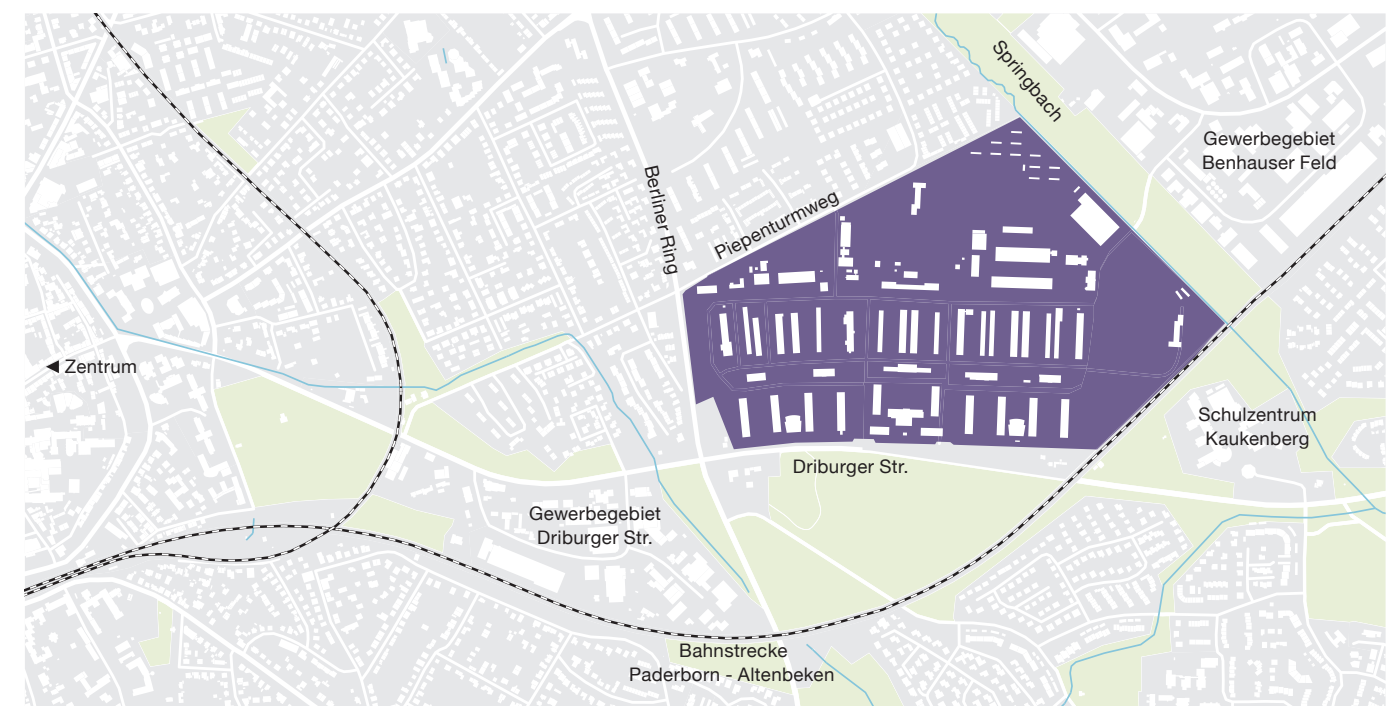 Springbach
Gewerbegebiet
Benhauser Feld
Berliner Ring
Piepenturmweg
Zentrum
Schulzentrum
Kaukenberg
Driburger Str.
Gewerbegebiet
Driburger Str.
Bahnstrecke
Paderborn - Altenbeken